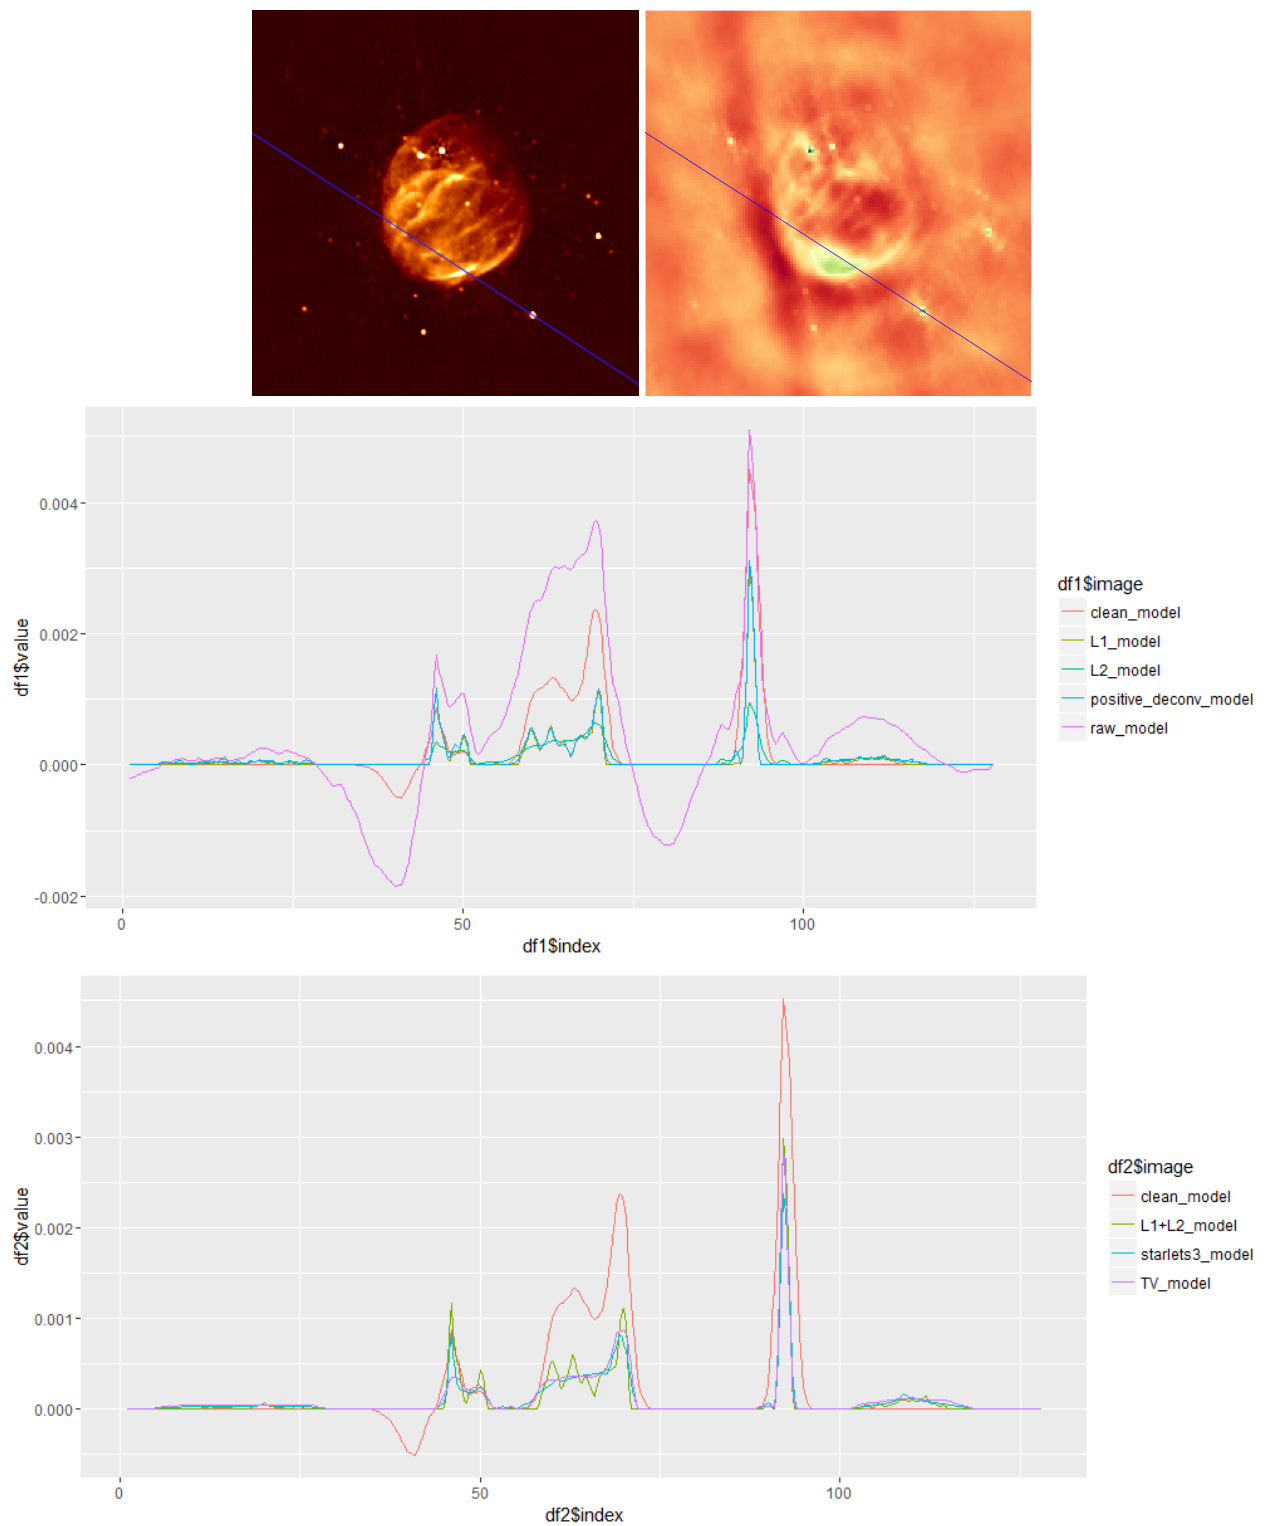 0.004
0.002
0.000
-0.002
df1$value
0
50
100
df1$index
df1$image
clean_model
L1_model
L2_model
positive_deconv_model
raw_model
0.004
0.003
0.002
0.001
0.000
df2$value
0
50
100
df2$index
df2$image
clean_model
L1+L2_model
starlets3_model
TV_model